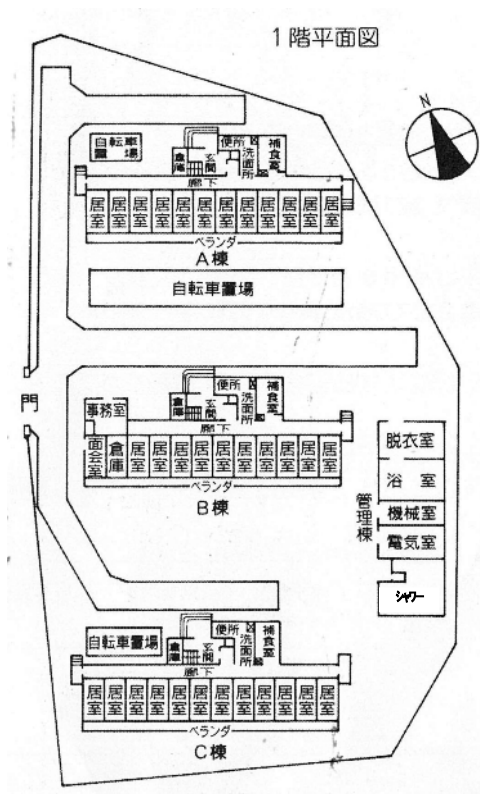 1階平面図
N
自転車置場
倉庫
玄関
便所
洗面所
補食室
廊下
居室 居室 居室 居室 居室 居室 居室 居室 居室 居室 居室 居室
ベランダ
A棟
自転車置場
門
事務室
倉庫
玄関
便所
洗面所
補食室
廊下
面会室 倉庫 居室 居室 居室 居室 居室 居室 居室 居室 居室 居室
ベランダ
B棟
管理棟
脱衣室
浴室
機械室
電気室
シャワー
自転車置場
倉庫
玄関
便所
洗面所
補食室
廊下
居室 居室 居室 居室 居室 居室 居室 居室 居室 居室 居室 居室
ベランダ
C棟